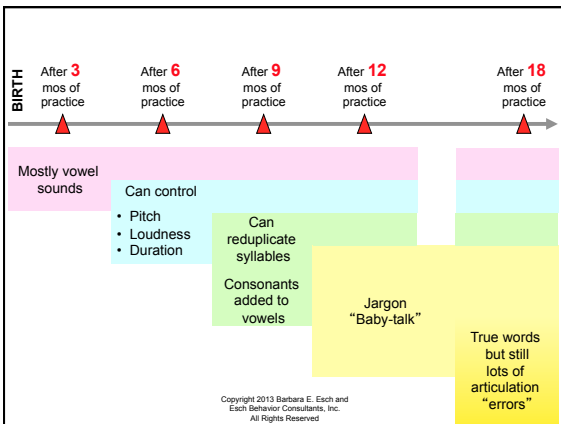 BIRTH
After 3
mos of
practice
After 6
mos of
practice
After 9
mos of
practice
After 12
mos of
practice
After 18
mos of
practice
Mostly vowel
sounds
Can control
• Pitch
• Loudness
• Duration
Can
reduplicate
syllables
Consonants
added to
vowels
Jargon
“Baby-talk”
True words
but still
lots of
articulation
“errors”
Copyright 2013 Barbara E. Esch and
Esch Behavior Consultants, Inc.
All Rights Reserved